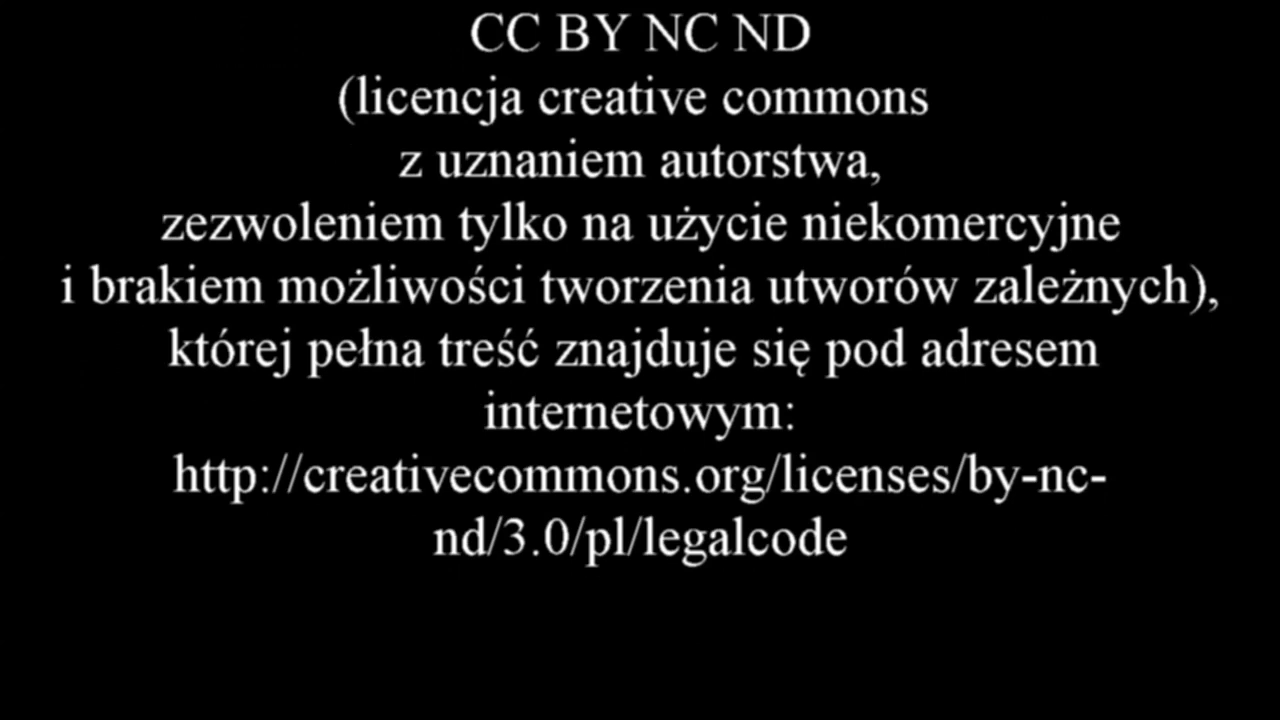 CC BY NC ND
(licencja creative commons
z uznaniem autorstwa,
zezwoleniem tylko na użycie niekomercyjne
i brakiem możliwości tworzenia utworów zależnych),
której pełna treść znajduje się pod adresem
internetowym:
http://creativecommons.org/licenses/by-nc-
nd/3.0/pl/legalcode